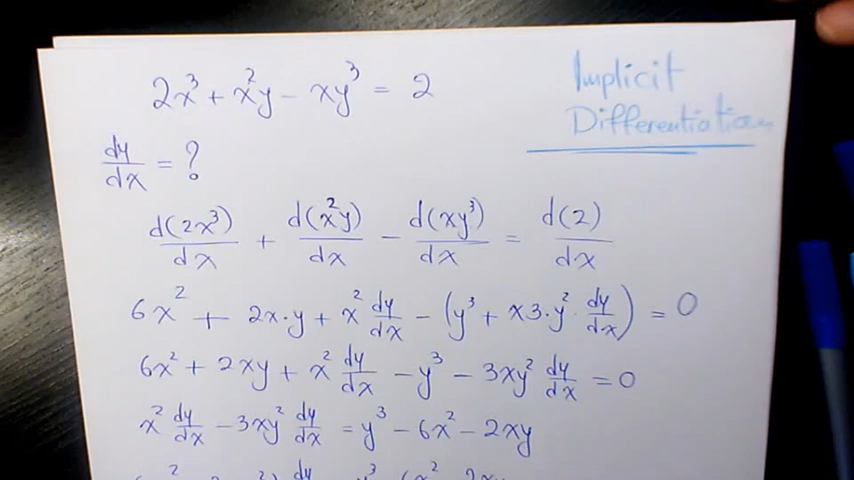 2x³ + x²y - xy³ = 2
Implicit
Differentiation
dy/dx = ?
d(2x³)/dx + d(x²y)/dx - d(xy³)/dx = d(2)/dx
6x² + 2x·y + x² dy/dx - (y³ + x3·y²·dy/dx) = 0
6x² + 2xy + x² dy/dx - y³ - 3xy² dy/dx = 0
x² dy/dx - 3xy² dy/dx = y³ - 6x² - 2xy